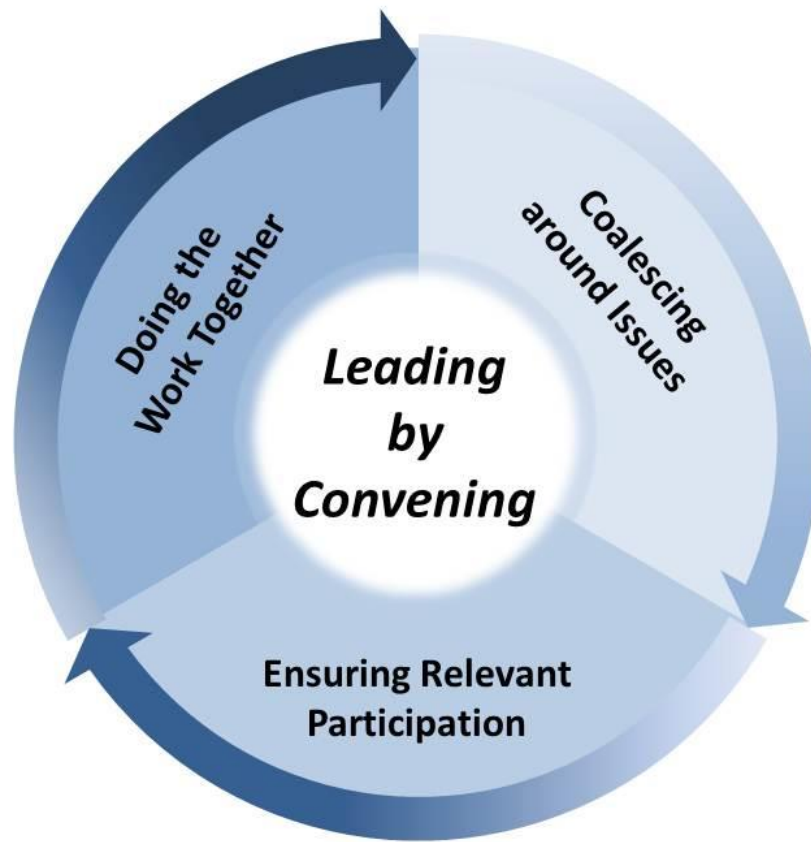 Leading
by
Convening
Coalescing
around Issues
Ensuring Relevant
Participation
Doing the
Work Together